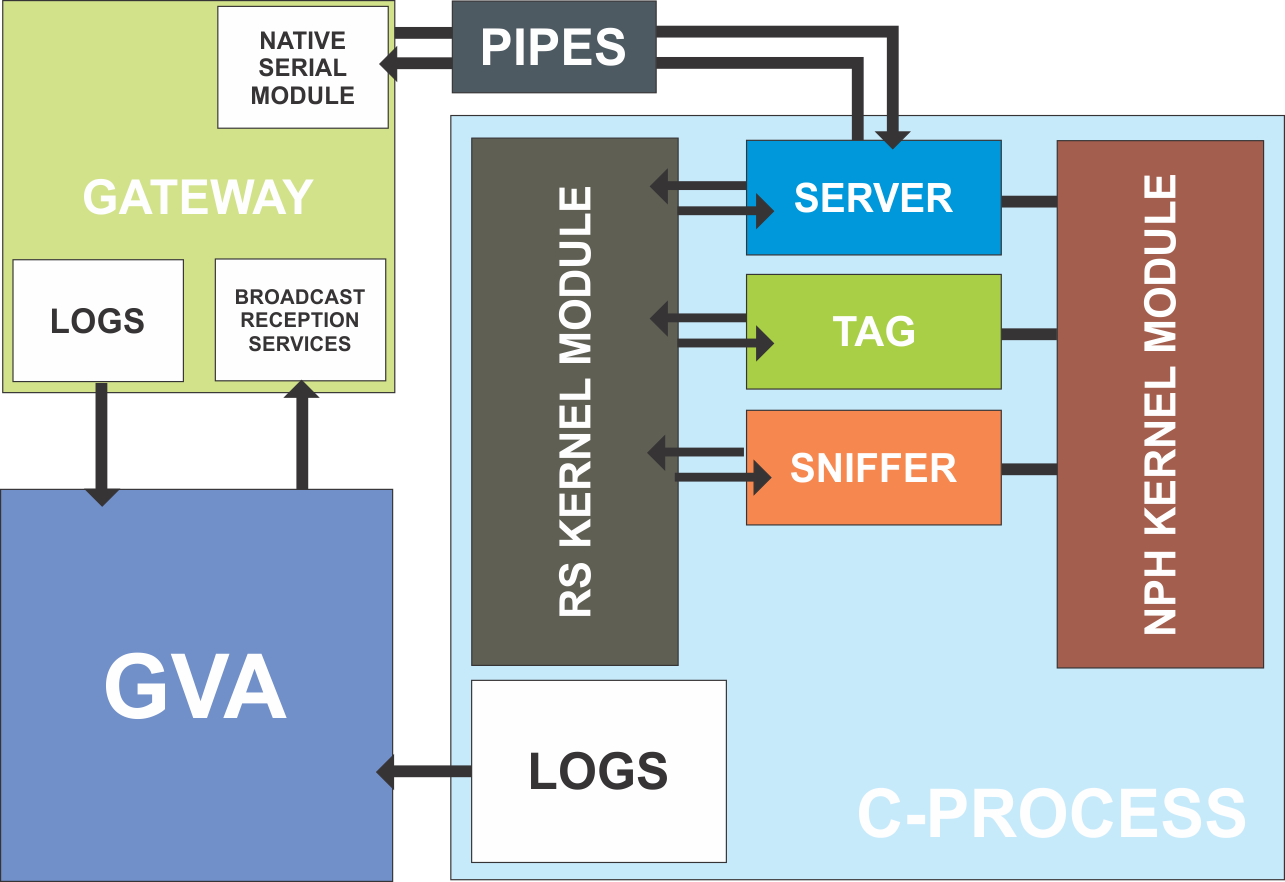 NATIVE
SERIAL
MODULE
PIPES
GATEWAY
LOGS
BROADCAST
RECEPTION
SERVICES
GVA
RS KERNEL MODULE
SERVER
TAG
SNIFFER
NPH KERNEL MODULE
LOGS
C-PROCESS